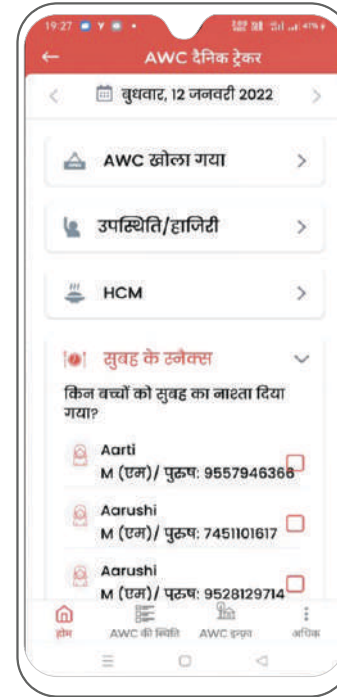 19:27
AWC दैनिक ट्रेकर
बुधवार, 12 जनवरी 2022
AWC खोला गया
उपस्थिति/हाजिरी
HCM
सुबह के स्नैक्स
किन बच्चों को सुबह का नाश्ता दिया
गया?
Aarti
M (एम)/ पुरुष: 9557946366
Aarushi
M (एम)/ पुरुष: 7451101617
Aarushi
M (एम)/ पुरुष: 9528129714
होम AWC की स्थिति AWC इन्फ्रा अधिक